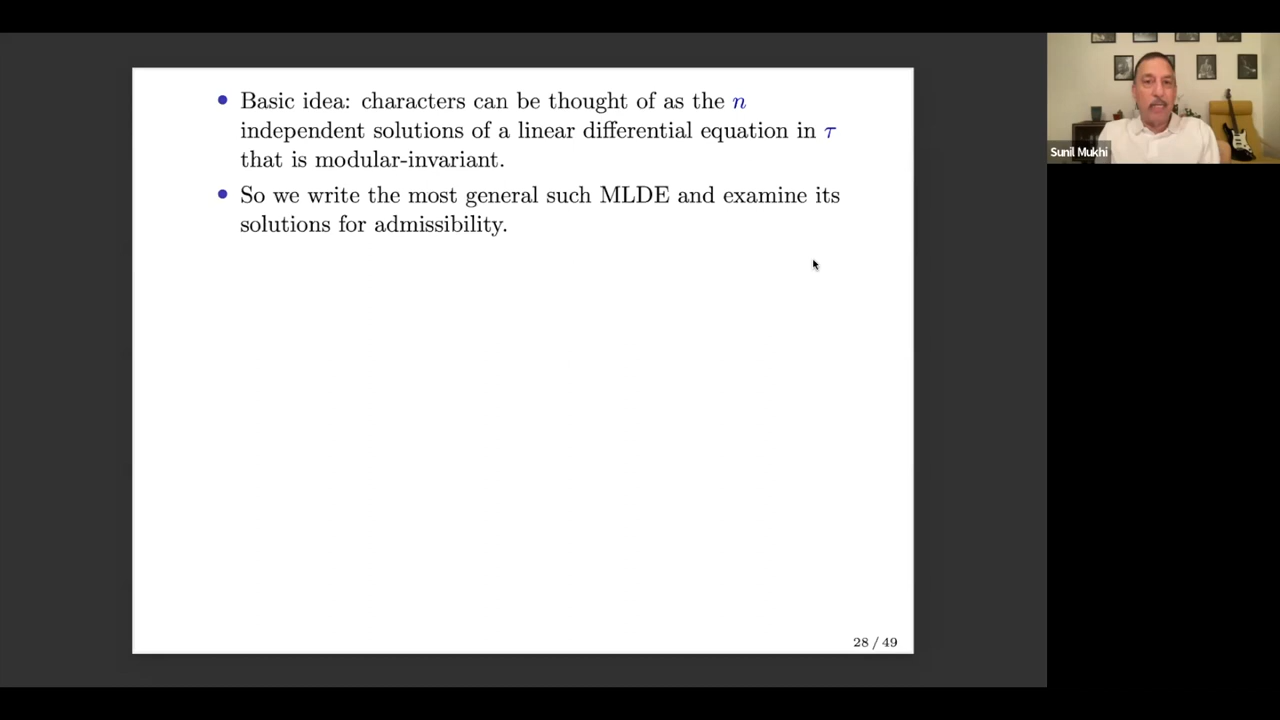 • Basic idea: characters can be thought of as the n
independent solutions of a linear differential equation in τ
that is modular-invariant.
• So we write the most general such MLDE and examine its
solutions for admissibility.
28 / 49
Sunil Mukhi